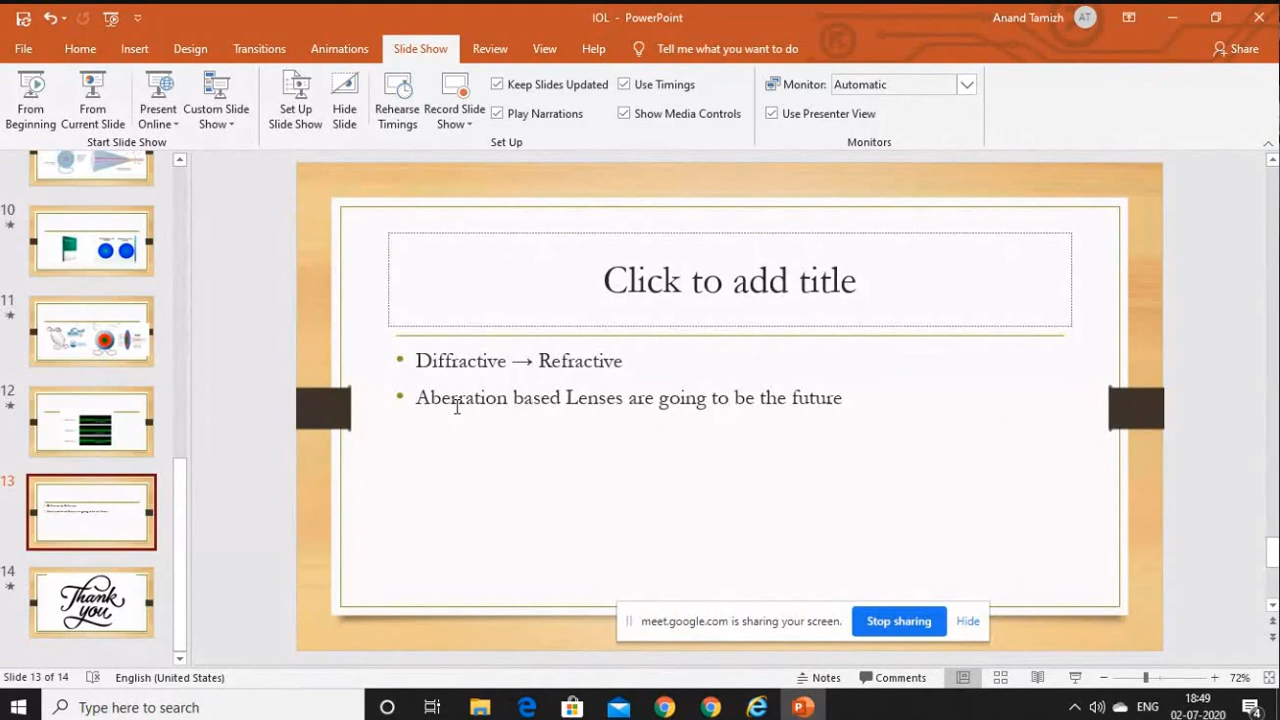 IOL - PowerPoint
Anand Tamizh
AT
File Home Insert Design Transitions Animations Slide Show Review View Help Tell me what you want to do
Share
From Beginning
From Current Slide
Present Online
Custom Slide Show
Start Slide Show
Set Up Slide Show
Hide Slide
Rehearse Timings
Record Slide Show
Keep Slides Updated
Play Narrations
Use Timings
Show Media Controls
Set Up
Monitor: Automatic
Use Presenter View
Monitors
10
11
12
13
14
Thank
you
Click to add title
Diffractive → Refractive
Aberration based Lenses are going to be the future
meet.google.com is sharing your screen. Stop sharing Hide
Slide 13 of 14 English (United States) Notes Comments 72%
Type here to search
ENG
18:49
02-07-2020
4